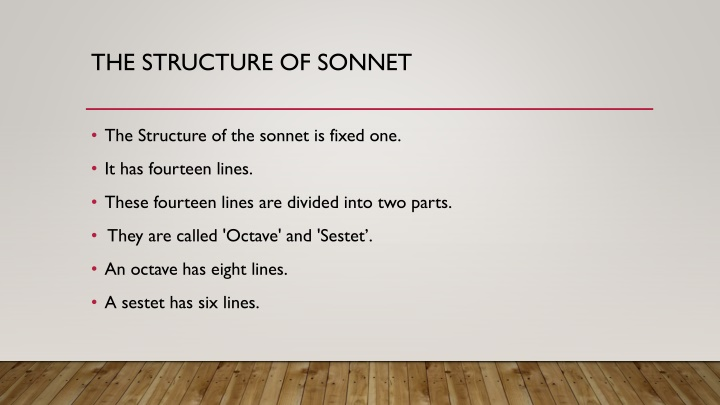 THE STRUCTURE OF SONNET
• The Structure of the sonnet is fixed one.
• It has fourteen lines.
• These fourteen lines are divided into two parts.
• They are called 'Octave' and 'Sestet’.
• An octave has eight lines.
• A sestet has six lines.